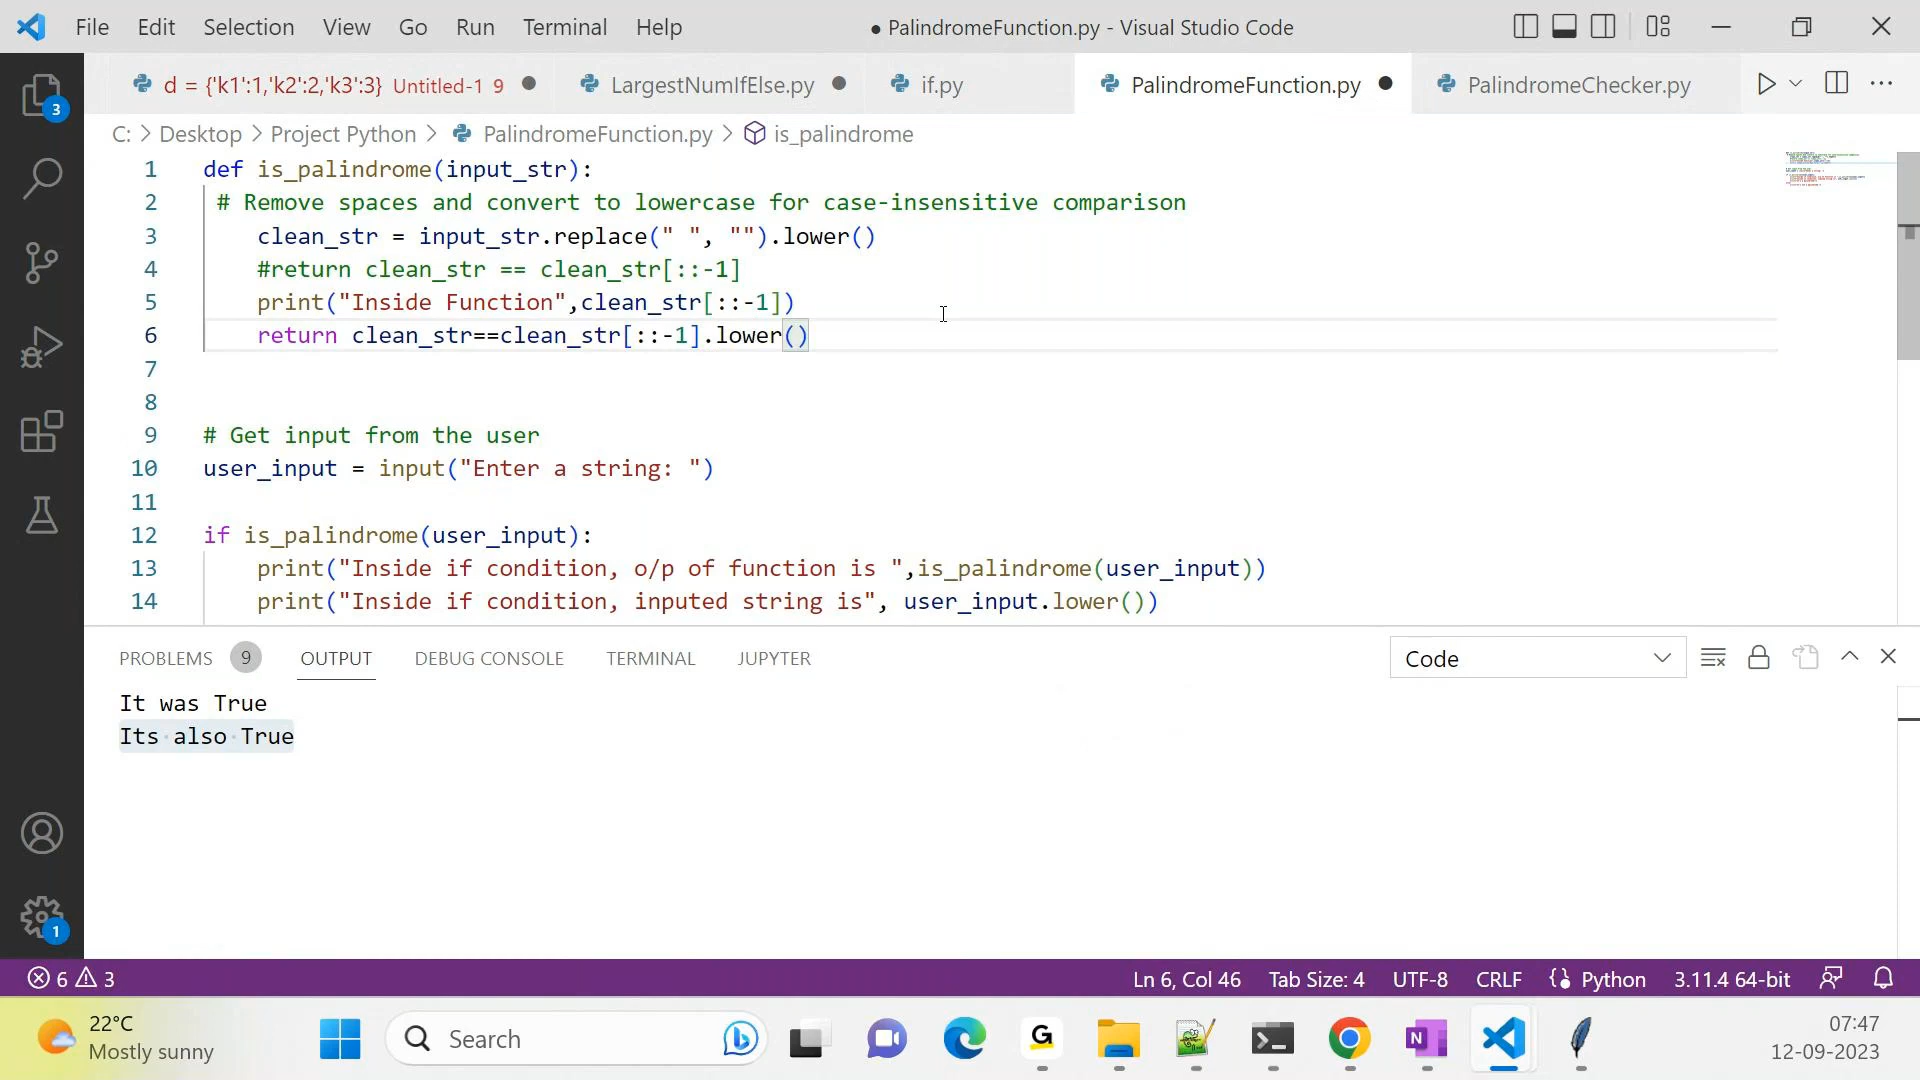 File Edit Selection View Go Run Terminal Help ● PalindromeFunction.py - Visual Studio Code
d = {'k1':1,'k2':2,'k3':3} Untitled-1 9 ● LargestNumIfElse.py ● if.py PalindromeFunction.py ● PalindromeChecker.py
C: > Desktop > Project Python > PalindromeFunction.py > is_palindrome
1 def is_palindrome(input_str):
2 # Remove spaces and convert to lowercase for case-insensitive comparison
3 clean_str = input_str.replace(" ", "").lower()
4 #return clean_str == clean_str[::-1]
5 print("Inside Function",clean_str[::-1])
6 return clean_str==clean_str[::-1].lower()
7
8
9 # Get input from the user
10 user_input = input("Enter a string: ")
11
12 if is_palindrome(user_input):
13 print("Inside if condition, o/p of function is ",is_palindrome(user_input))
14 print("Inside if condition, inputed string is", user_input.lower())
3
PROBLEMS 9 OUTPUT DEBUG CONSOLE TERMINAL JUPYTER Code
It was True
Its also True
1
6 3 Ln 6, Col 46 Tab Size: 4 UTF-8 CRLF Python 3.11.4 64-bit
22°C
Mostly sunny
Search
G
N
07:47
12-09-2023